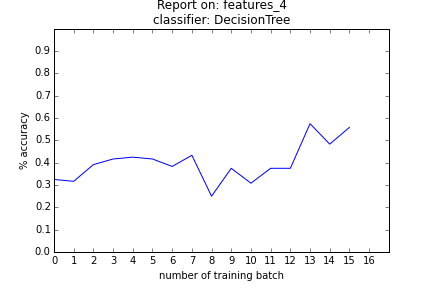 Report on: features_4
classifier: DecisionTree
0.9
0.8
0.7
0.6
0.5
0.4
0.3
0.2
0.1
0.0
% accuracy
0 1 2 3 4 5 6 7 8 9 10 11 12 13 14 15 16
number of training batch